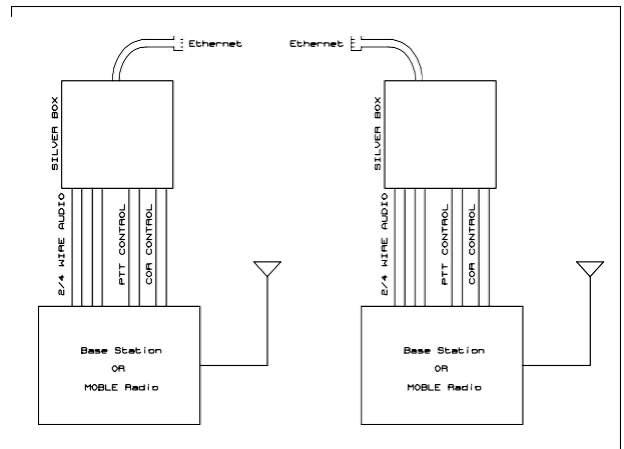 Ethernet
Ethernet
SILVER BOX
SILVER BOX
2/4 WIRE AUDIO
PTT CONTROL
COR CONTROL
2/4 WIRE AUDIO
PTT CONTROL
COR CONTROL
Base Station
OR
MOBLE Radio
Base Station
OR
MOBLE Radio